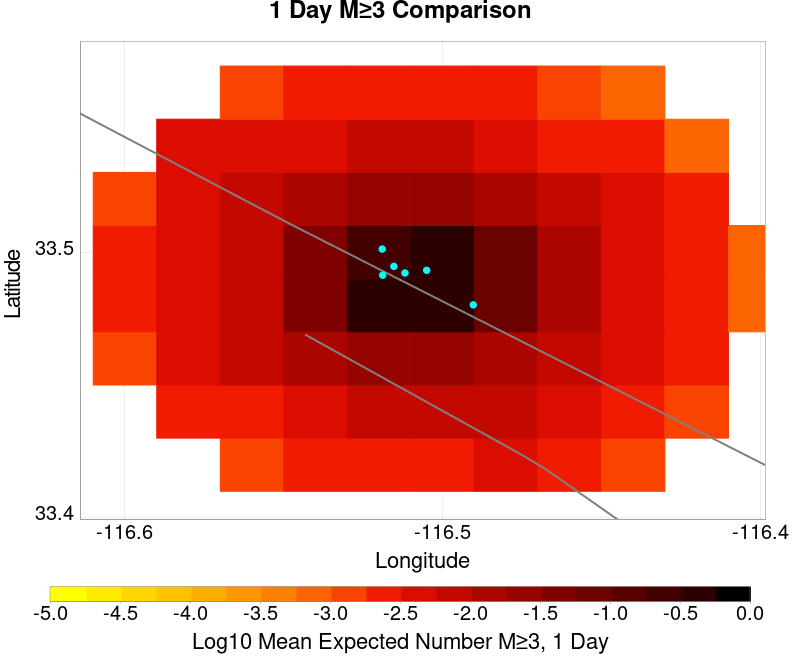 1 Day M≥3 Comparison
Latitude
33.5
33.4
-116.6 -116.5 -116.4
Longitude
-5.0 -4.5 -4.0 -3.5 -3.0 -2.5 -2.0 -1.5 -1.0 -0.5 0.0
Log10 Mean Expected Number M≥3, 1 Day